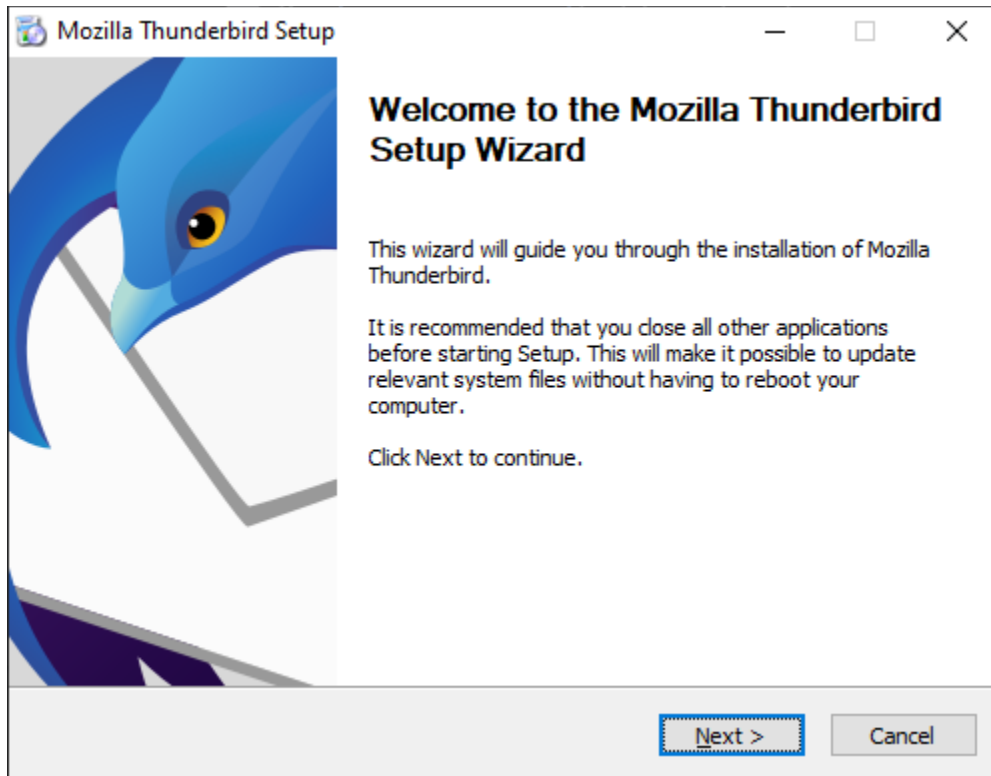 Mozilla Thunderbird Setup
Welcome to the Mozilla Thunderbird
Setup Wizard
This wizard will guide you through the installation of Mozilla
Thunderbird.
It is recommended that you close all other applications
before starting Setup. This will make it possible to update
relevant system files without having to reboot your
computer.
Click Next to continue.
Next >
Cancel